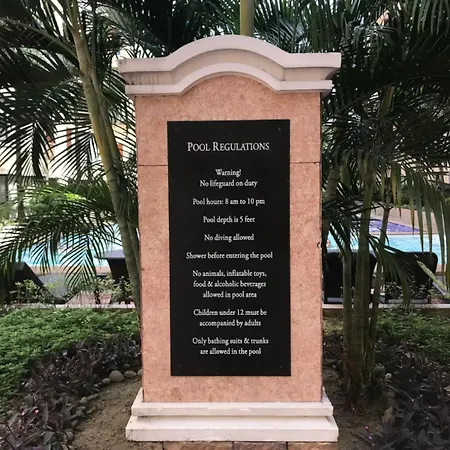 POOL REGULATIONS
Warning!
No lifeguard on duty
Pool hours: 8 am to 10 pm
Pool depth is 5 feet
No diving allowed
Shower before entering the pool
No animals, inflatable toys,
food & alcoholic beverages
allowed in pool area
Children under 12 must be
accompanied by adults
Only bathing suits & trunks
are allowed in the pool